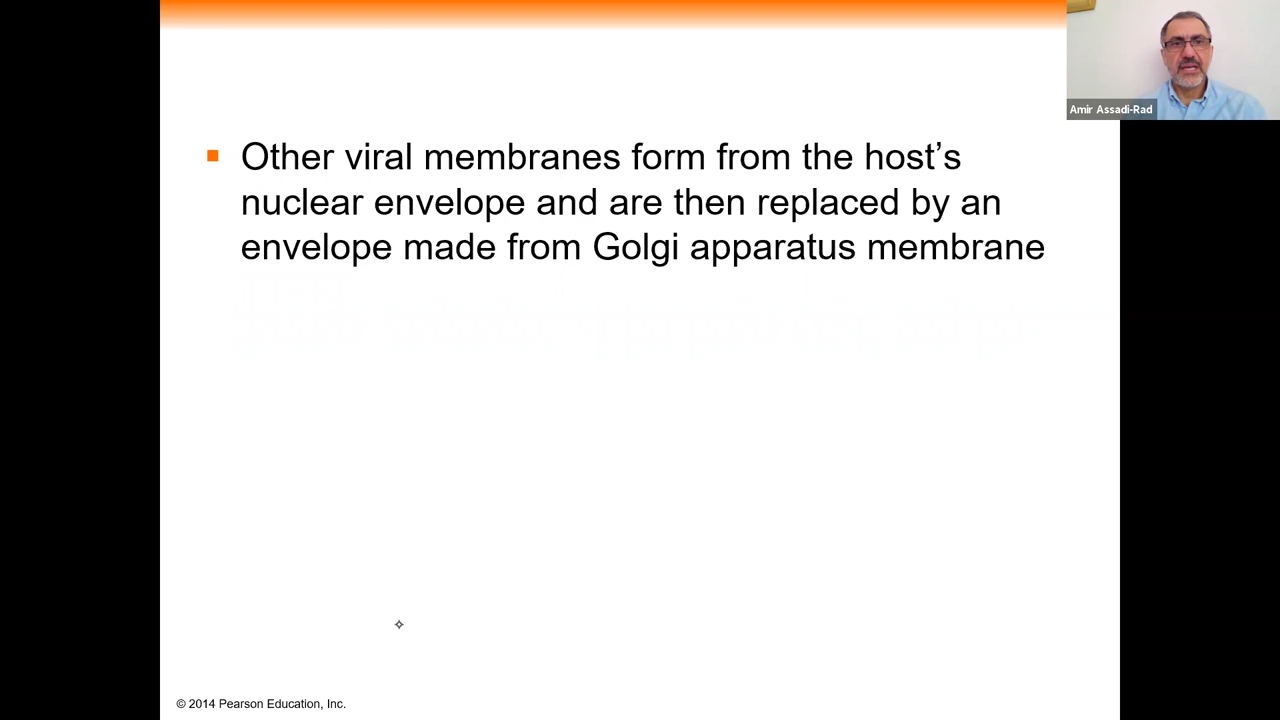 Amir Assadi-Rad
Other viral membranes form from the host’s
nuclear envelope and are then replaced by an
envelope made from Golgi apparatus membrane
© 2014 Pearson Education, Inc.